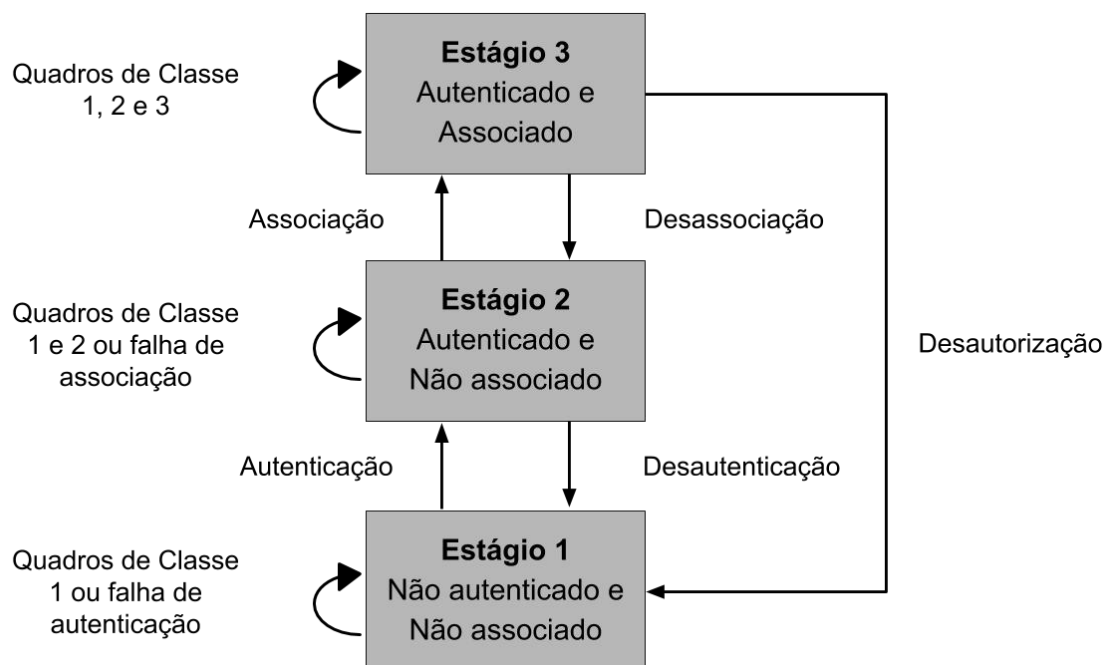 Estágio 3
Autenticado e
Associado
Quadros de Classe
1, 2 e 3
Associação
Desassociação
Estágio 2
Autenticado e
Não associado
Quadros de Classe
1 e 2 ou falha de
associação
Desautorização
Autenticação
Desautenticação
Estágio 1
Não autenticado e
Não associado
Quadros de Classe
1 ou falha de
autenticação